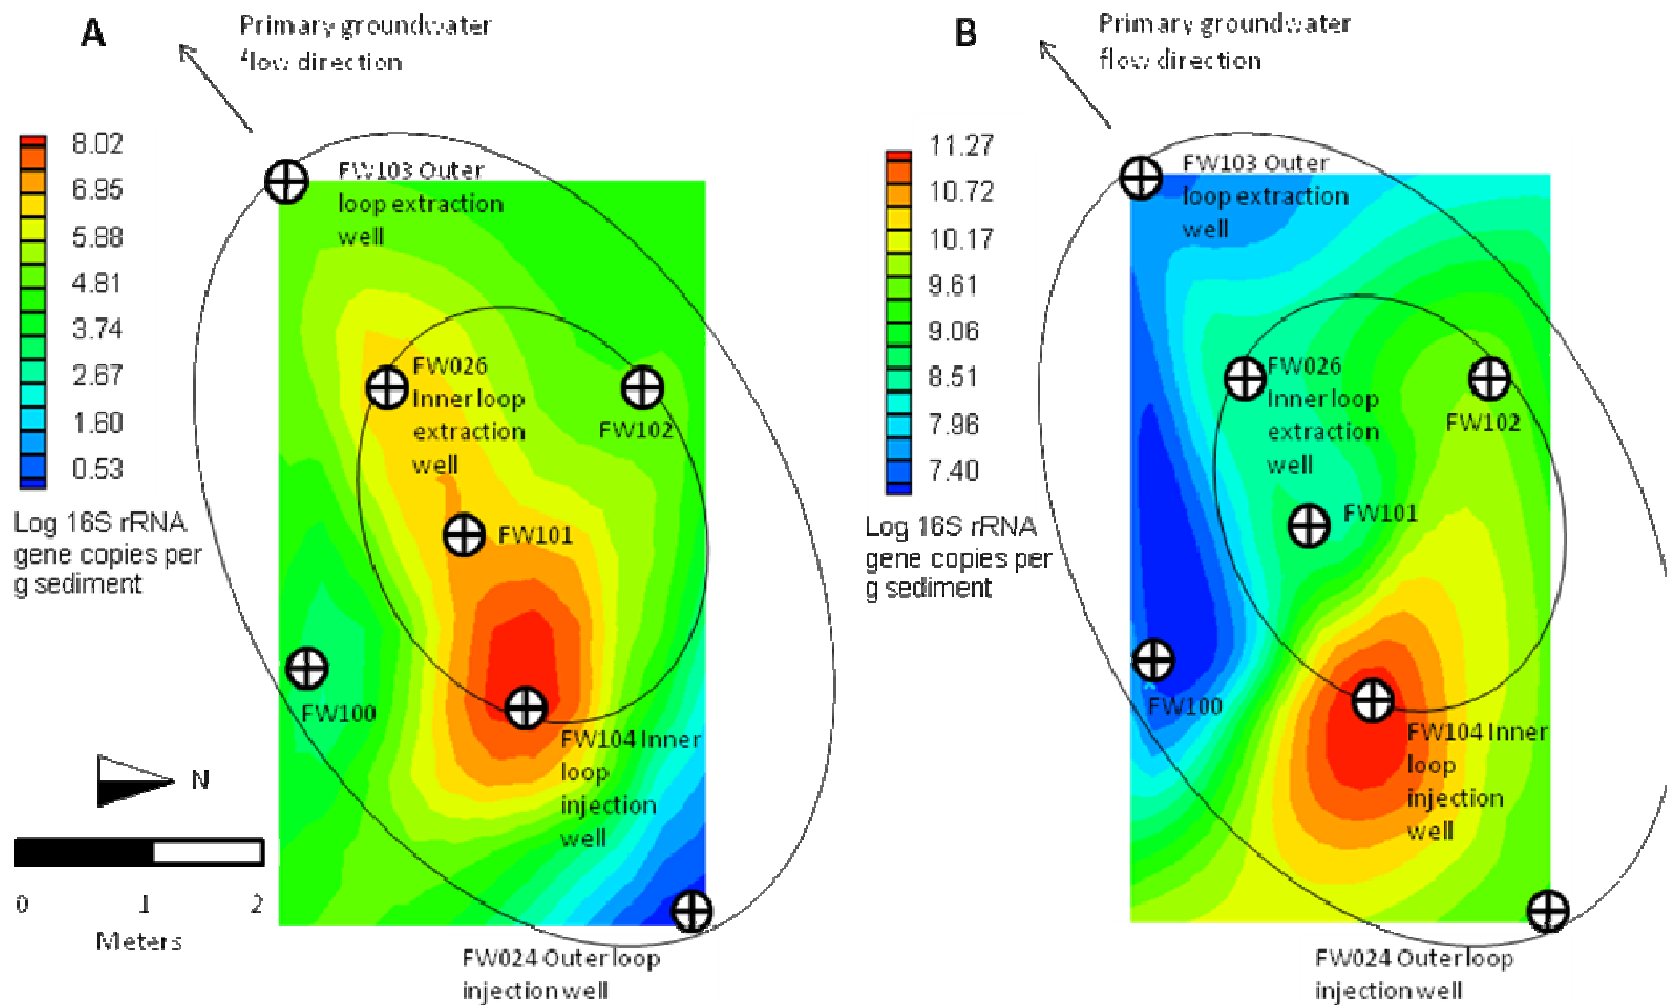 A
Primary groundwater
flow direction
8.02
6.95
5.88
4.81
3.74
2.67
1.60
0.53
Log 16S rRNA
gene copies per
g sediment
FW103 Outer
loop extraction
well
FW026
Inner loop
extraction
well
FW102
FW101
FW100
FW104 Inner
loop
injection
well
N
0 1 2
Meters
FW024 Outer loop
injection well
B
Primary groundwater
flow direction
11.27
10.72
10.17
9.61
9.06
8.51
7.96
7.40
Log 16S rRNA
gene copies per
g sediment
FW103 Outer
loop extraction
well
FW026
Inner loop
extraction
well
FW102
FW101
FW100
FW104 Inner
loop
injection
well
FW024 Outer loop
injection well